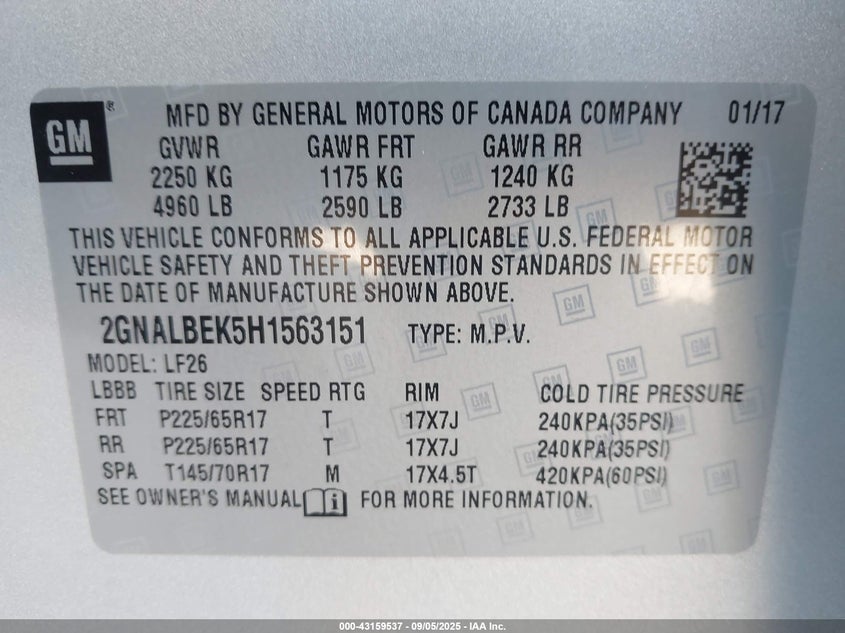 GM ®
MFD BY GENERAL MOTORS OF CANADA COMPANY 01/17
GVWR GAWR FRT GAWR RR
2250 KG 1175 KG 1240 KG
4960 LB 2590 LB 2733 LB
THIS VEHICLE CONFORMS TO ALL APPLICABLE U.S. FEDERAL MOTOR
VEHICLE SAFETY AND THEFT PREVENTION STANDARDS IN EFFECT ON
THE DATE OF MANUFACTURE SHOWN ABOVE.
2GNALBEK5H1563151 TYPE: M.P.V.
MODEL: LF26
LBBB TIRE SIZE SPEED RTG RIM COLD TIRE PRESSURE
FRT P225/65R17 T 17X7J 240KPA(35PSI)
RR P225/65R17 T 17X7J 240KPA(35PSI)
SPA T145/70R17 M 17X4.5T 420KPA(60PSI)
SEE OWNER'S MANUAL i FOR MORE INFORMATION.
000-43159537 - 09/05/2025 - IAA Inc.